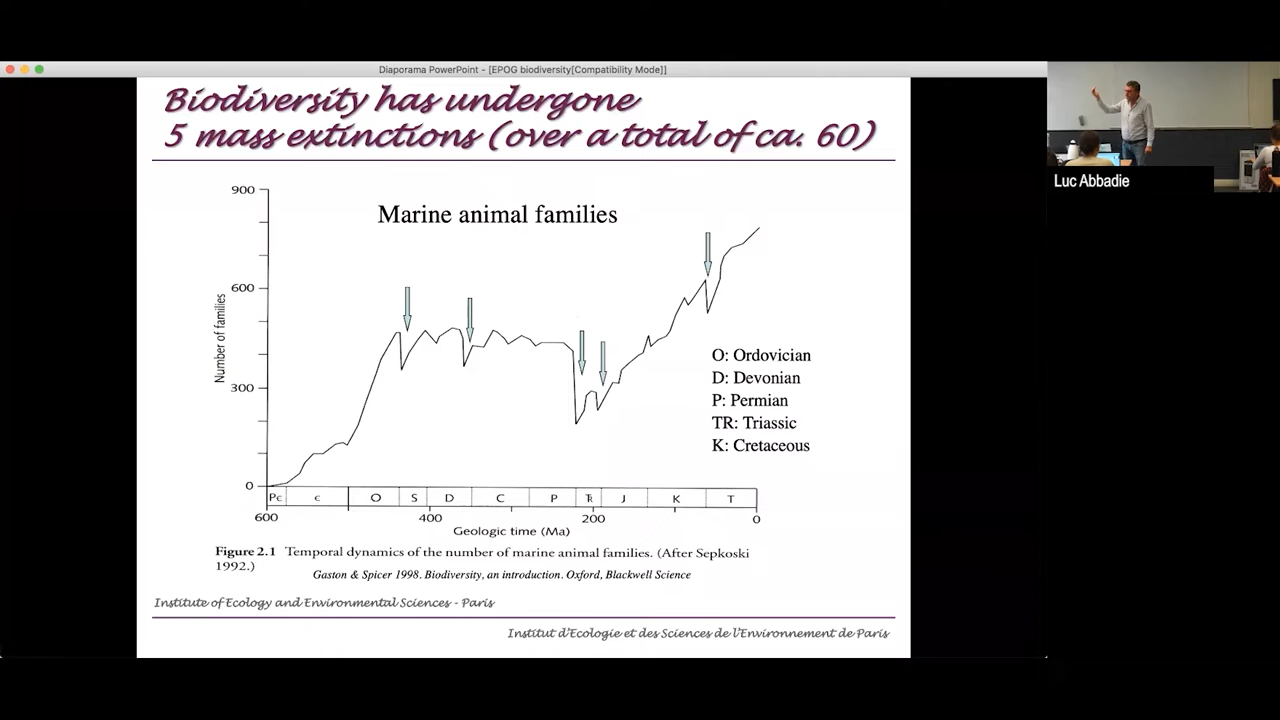 Diaporama PowerPoint - [EPOG biodiversity[Compatibility Mode]]
Biodiversity has undergone
5 mass extinctions (over a total of ca. 60)
Luc Abbadie
Marine animal families
900
600
300
0
Number of families
O: Ordovician
D: Devonian
P: Permian
TR: Triassic
K: Cretaceous
Pϵ ϵ O S D C P TR J K T
600 400 200 0
Geologic time (Ma)
Figure 2.1 Temporal dynamics of the number of marine animal families. (After Sepkoski
1992.)
Gaston & Spicer 1998. Biodiversity, an introduction. Oxford, Blackwell Science
Institute of Ecology and Environmental Sciences - Paris
Institut d'Ecologie et des Sciences de l'Environnement de Paris